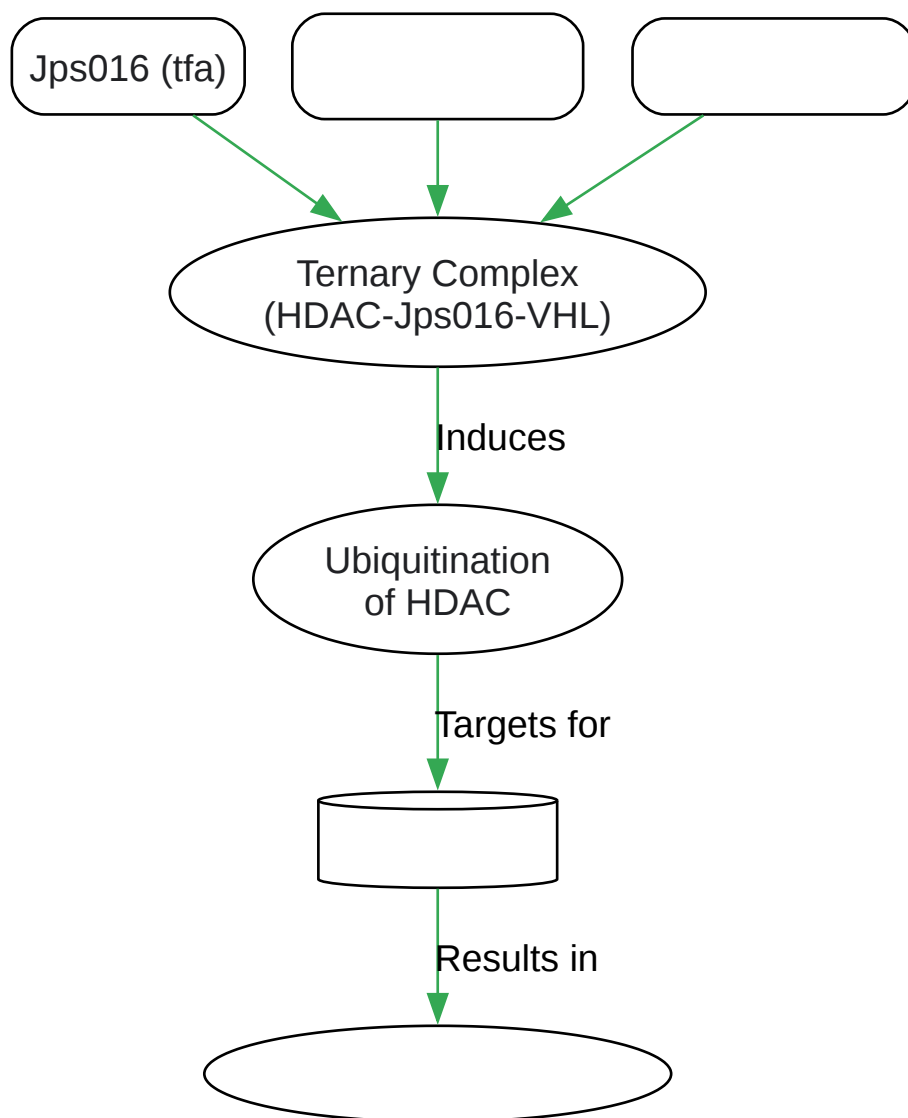 Jps016 (tfa)
Ternary Complex
(HDAC-Jps016-VHL)
Induces
Ubiquitination
of HDAC
Targets for
Results in